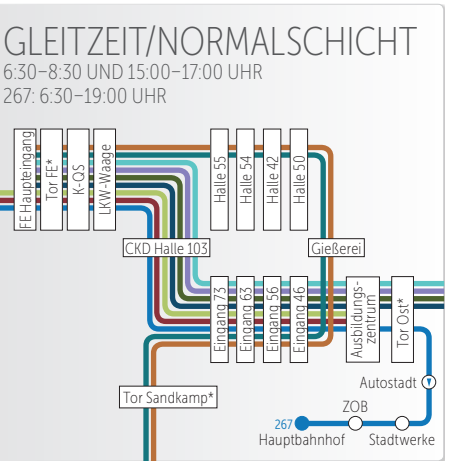 GLEITZEIT/NORMALSCHICHT
6:30–8:30 UND 15:00–17:00 UHR
267: 6:30–19:00 UHR
FE Haupteingang
Tor FE*
K-QS
LKW-Waage
Halle 55
Halle 54
Halle 42
Halle 50
CKD Halle 103
Gießerei
Eingang 73
Eingang 63
Eingang 56
Eingang 46
Ausbildungs-
zentrum
Tor Ost*
Autostadt
Tor Sandkamp*
ZOB
267
Hauptbahnhof
Stadtwerke